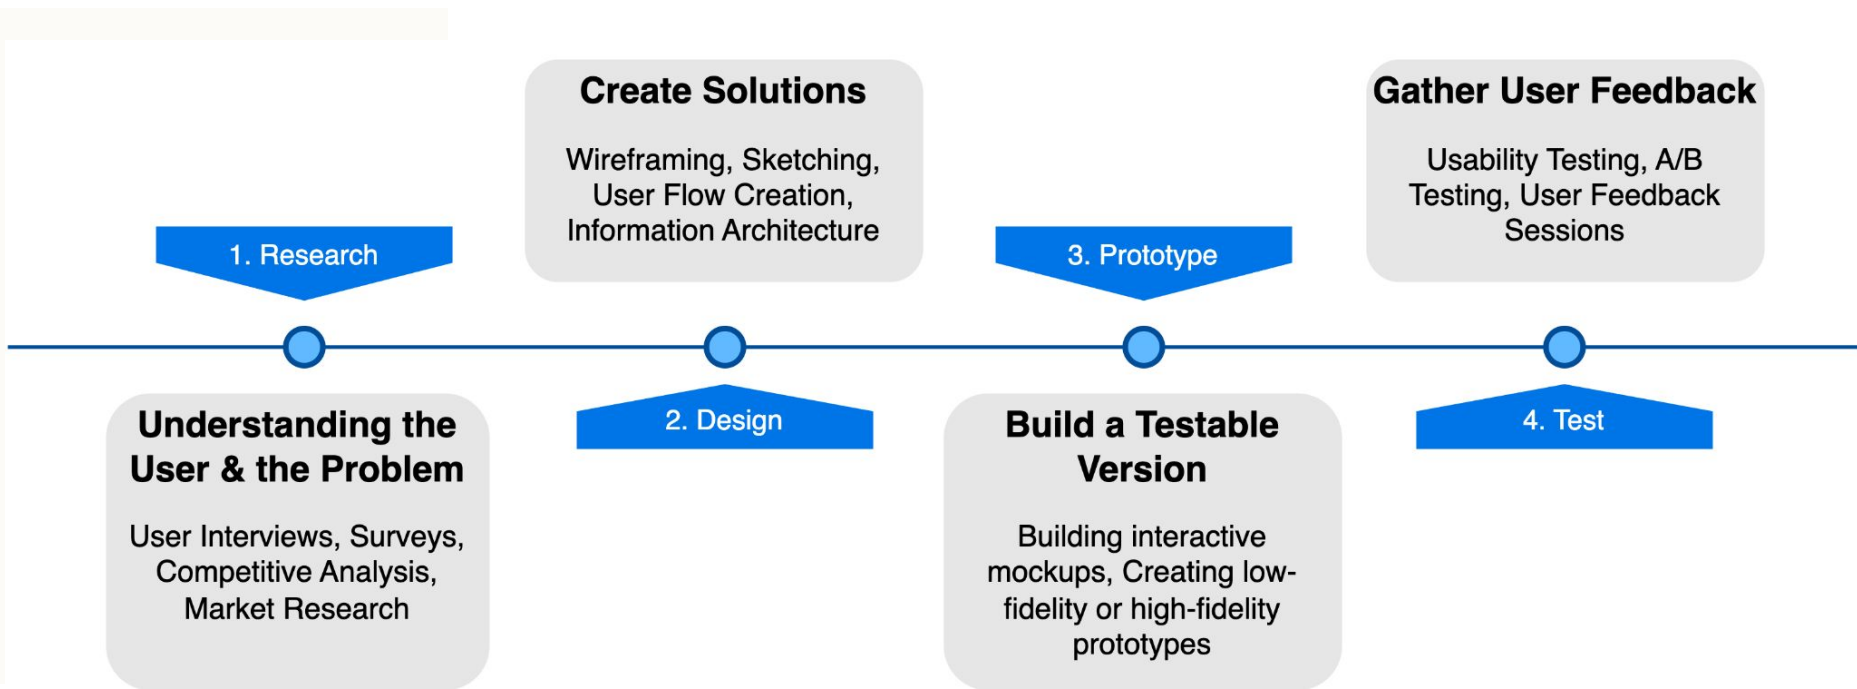 1. Research
Understanding the
User & the Problem
User Interviews, Surveys,
Competitive Analysis,
Market Research
Create Solutions
Wireframing, Sketching,
User Flow Creation,
Information Architecture
2. Design
3. Prototype
Build a Testable
Version
Building interactive
mockups, Creating low-
fidelity or high-fidelity
prototypes
Gather User Feedback
Usability Testing, A/B
Testing, User Feedback
Sessions
4. Test